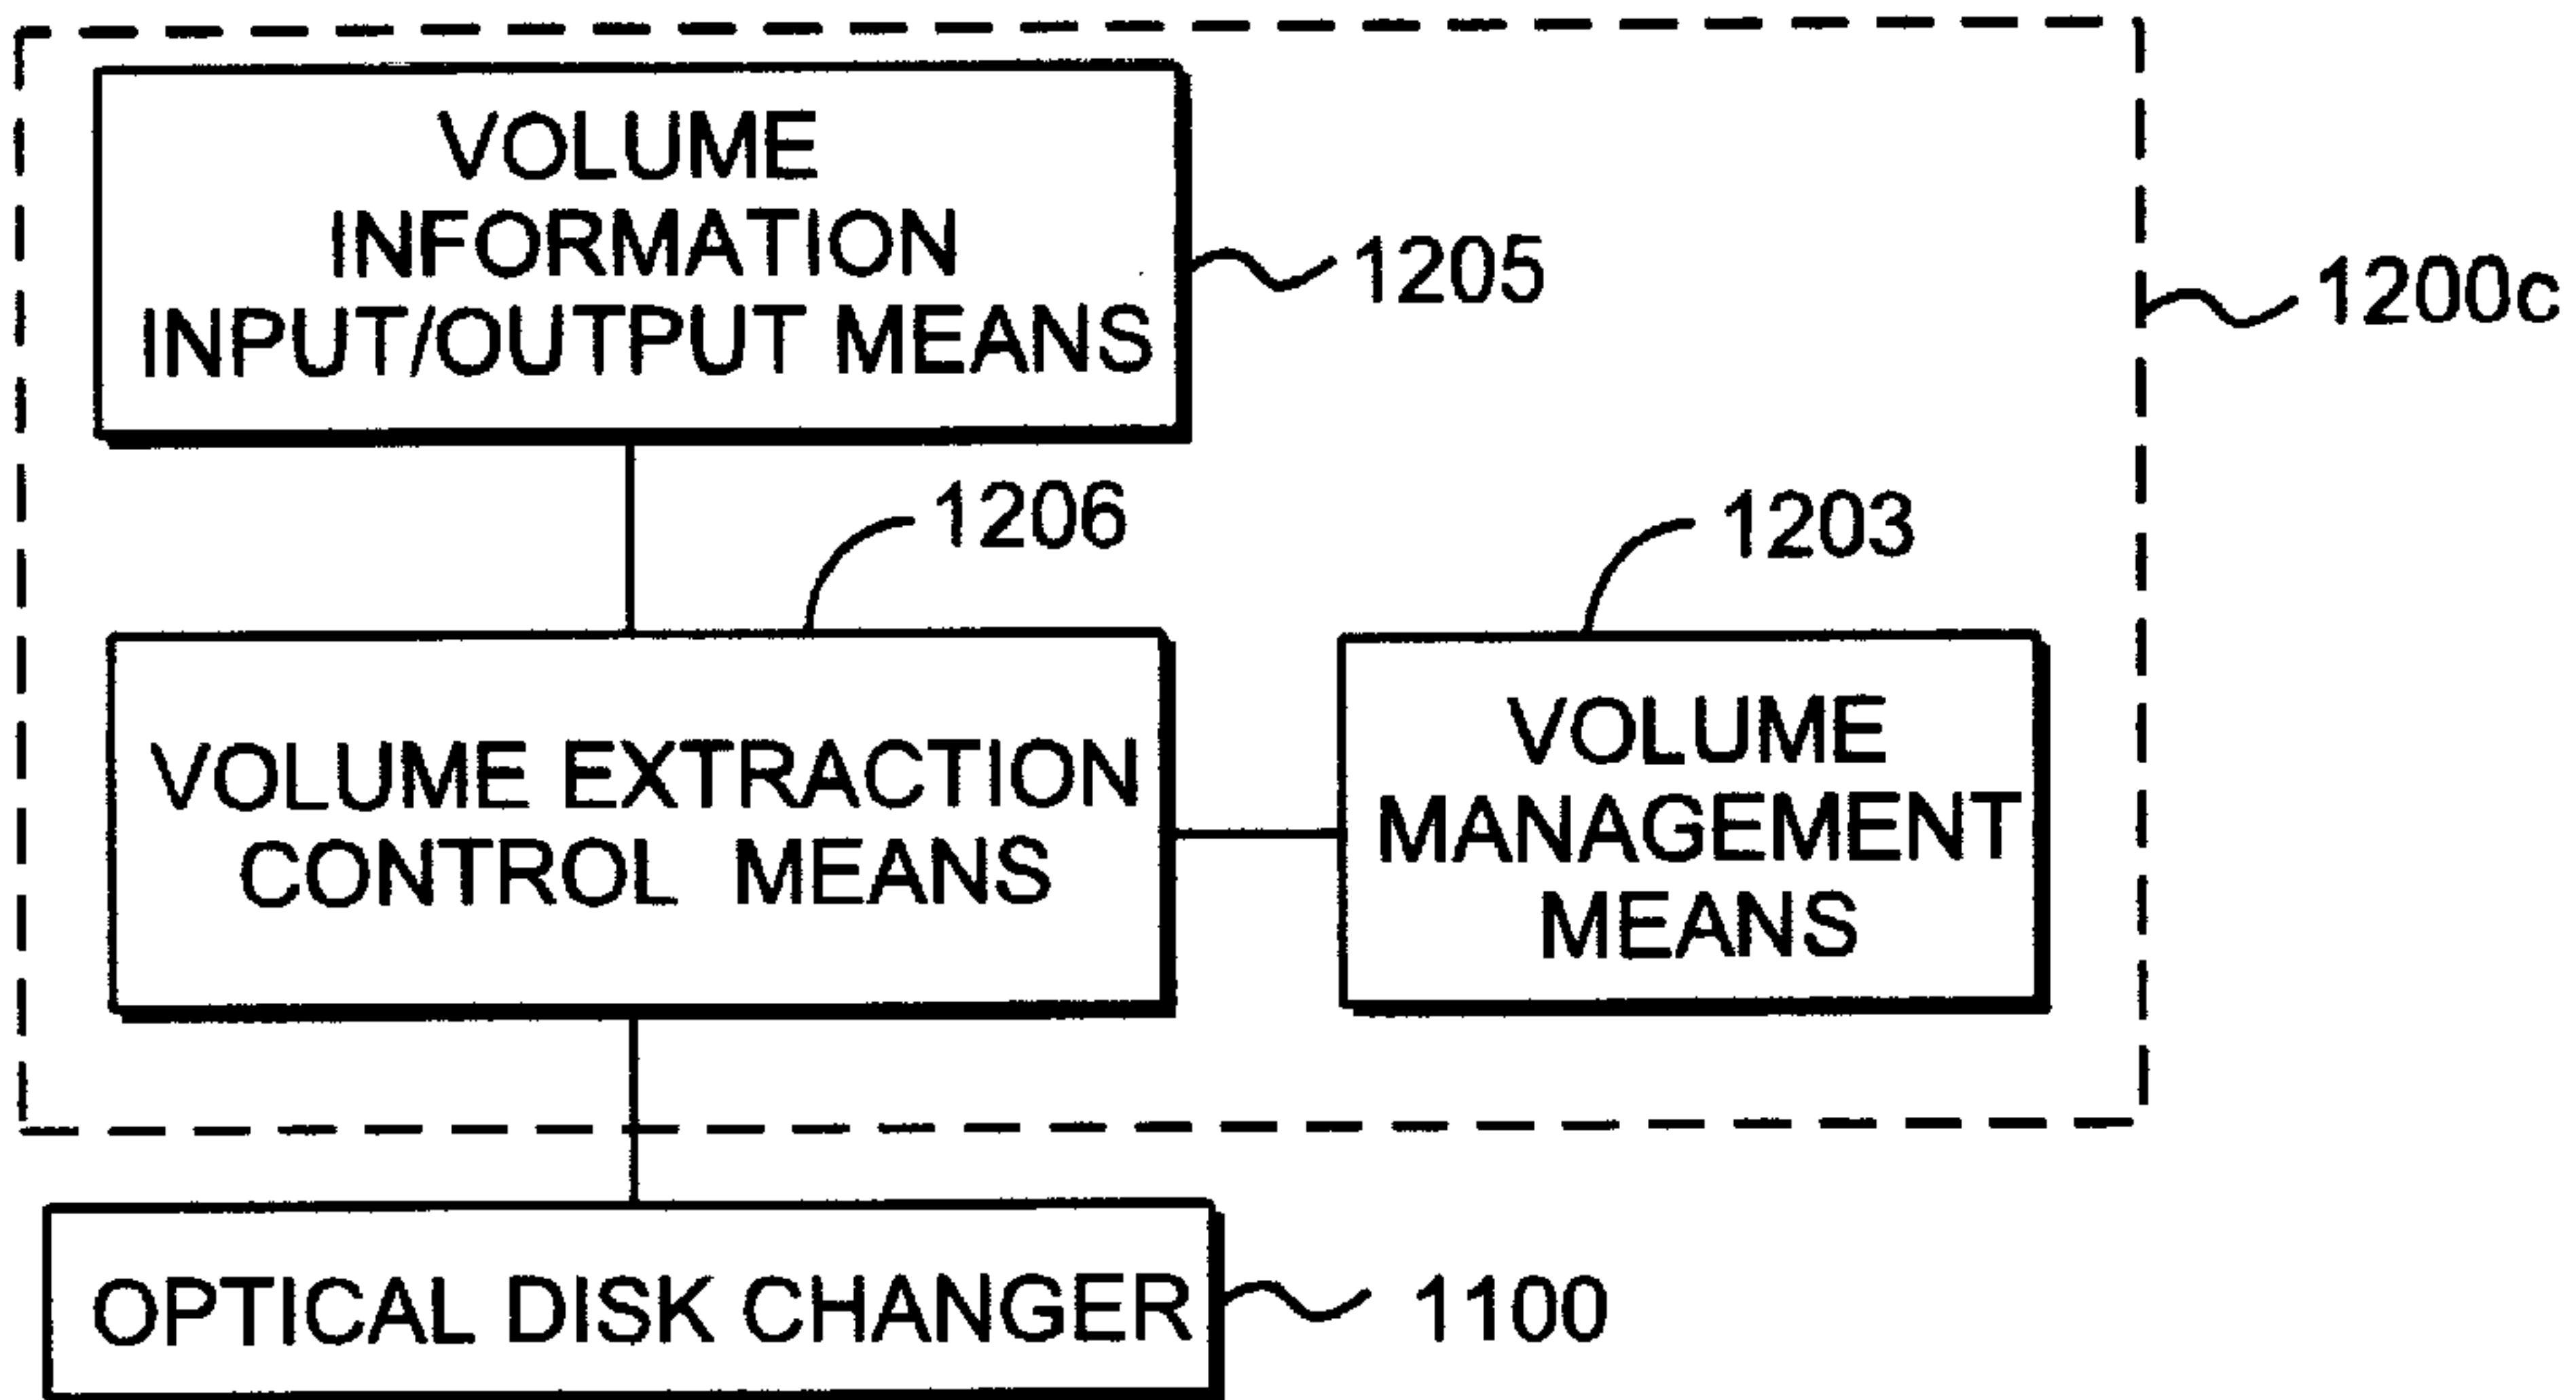 VOLUME
INFORMATION
INPUT/OUTPUT MEANS
1205
1200c
1206
1203
VOLUME EXTRACTION
CONTROL MEANS
VOLUME
MANAGEMENT
MEANS
OPTICAL DISK CHANGER
1100